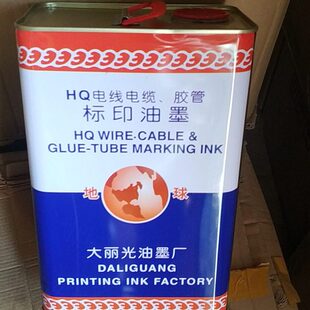 HQ电线电缆、胶管
标印油墨
HQ WIRE-CABLE &
GLUE-TUBE MARKING INK
地 球
大丽光油墨厂
DALIGUANG
PRINTING INK FACTORY